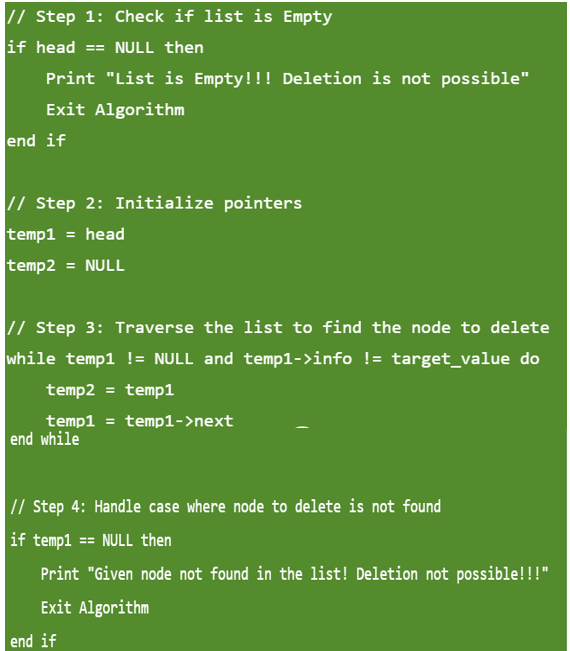 // Step 1: Check if list is Empty
if head == NULL then
    Print "List is Empty!!! Deletion is not possible"
    Exit Algorithm
end if
// Step 2: Initialize pointers
temp1 = head
temp2 = NULL
// Step 3: Traverse the list to find the node to delete
while temp1 != NULL and temp1->info != target_value do
    temp2 = temp1
    temp1 = temp1->next
end while
// Step 4: Handle case where node to delete is not found
if temp1 == NULL then
    Print "Given node not found in the list! Deletion not possible!!!"
    Exit Algorithm
end if